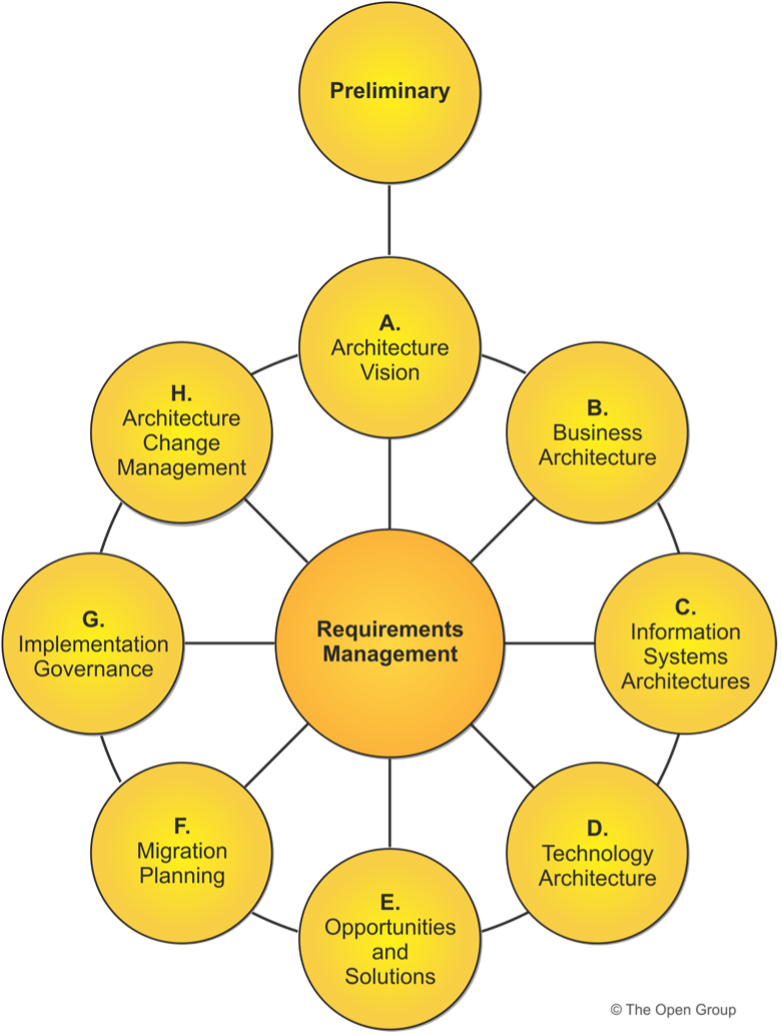 Preliminary
A.
Architecture
Vision
B.
Business
Architecture
C.
Information
Systems
Architectures
D.
Technology
Architecture
E.
Opportunities
and
Solutions
F.
Migration
Planning
G.
Implementation
Governance
H.
Architecture
Change
Management
Requirements
Management
© The Open Group